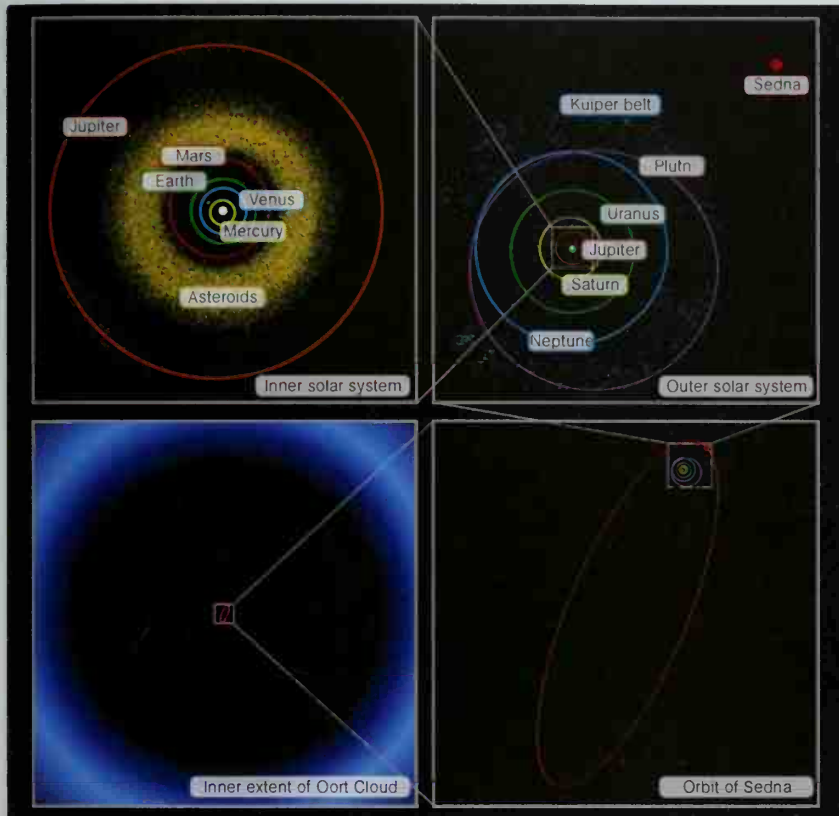 Jupiter
Mars
Earth
Venus
Mercury
Asteroids
Inner solar system
Sedna
Kuiper belt
Pluto
Uranus
Jupiter
Saturn
Neptune
Outer solar system
Inner extent of Oort Cloud
Orbit of Sedna